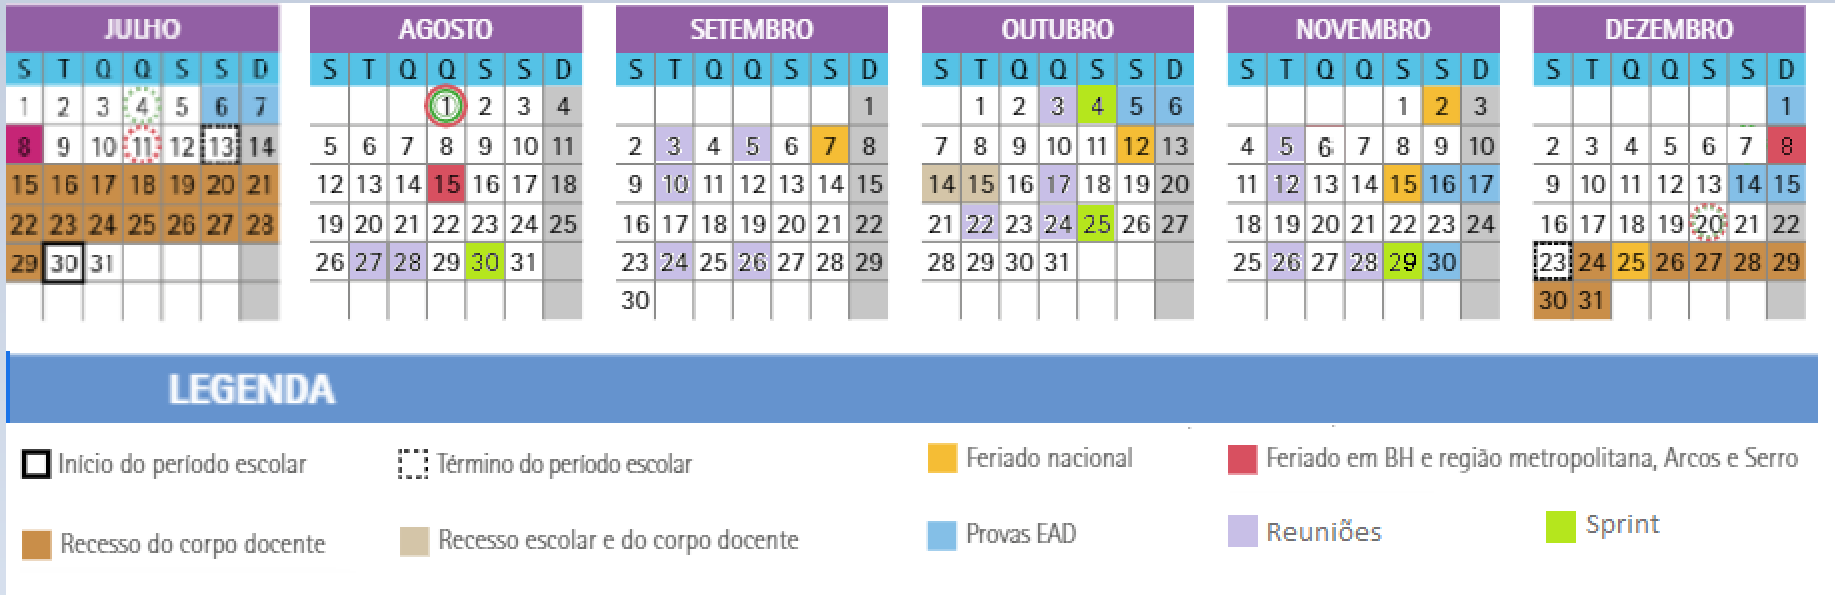 JULHO AGOSTO SETEMBRO OUTUBRO NOVEMBRO DEZEMBRO
S T Q Q S S D S T Q Q S S D S T Q Q S S D S T Q Q S S D S T Q Q S S D S T Q Q S S D
1 2 3 4 5 6 7 1 2 3 4 1 1 2 3 4 5 6 1 2 3 1
8 9 10 11 12 13 14 5 6 7 8 9 10 11 2 3 4 5 6 7 8 7 8 9 10 11 12 13 4 5 6 7 8 9 10 2 3 4 5 6 7 8
15 16 17 18 19 20 21 12 13 14 15 16 17 18 9 10 11 12 13 14 15 14 15 16 17 18 19 20 11 12 13 14 15 16 17 9 10 11 12 13 14 15
22 23 24 25 26 27 28 19 20 21 22 23 24 25 16 17 18 19 20 21 22 21 22 23 24 25 26 27 18 19 20 21 22 23 24 16 17 18 19 20 21 22
29 30 31 26 27 28 29 30 31 23 24 25 26 27 28 29 28 29 30 31 25 26 27 28 29 30 23 24 25 26 27 28 29
30 30 31
LEGENDA
Início do período escolar Término do período escolar Feriado nacional Feriado em BH e região metropolitana, Arcos e Serro
Recesso do corpo docente Recesso escolar e do corpo docente Provas EAD Reuniões Sprint